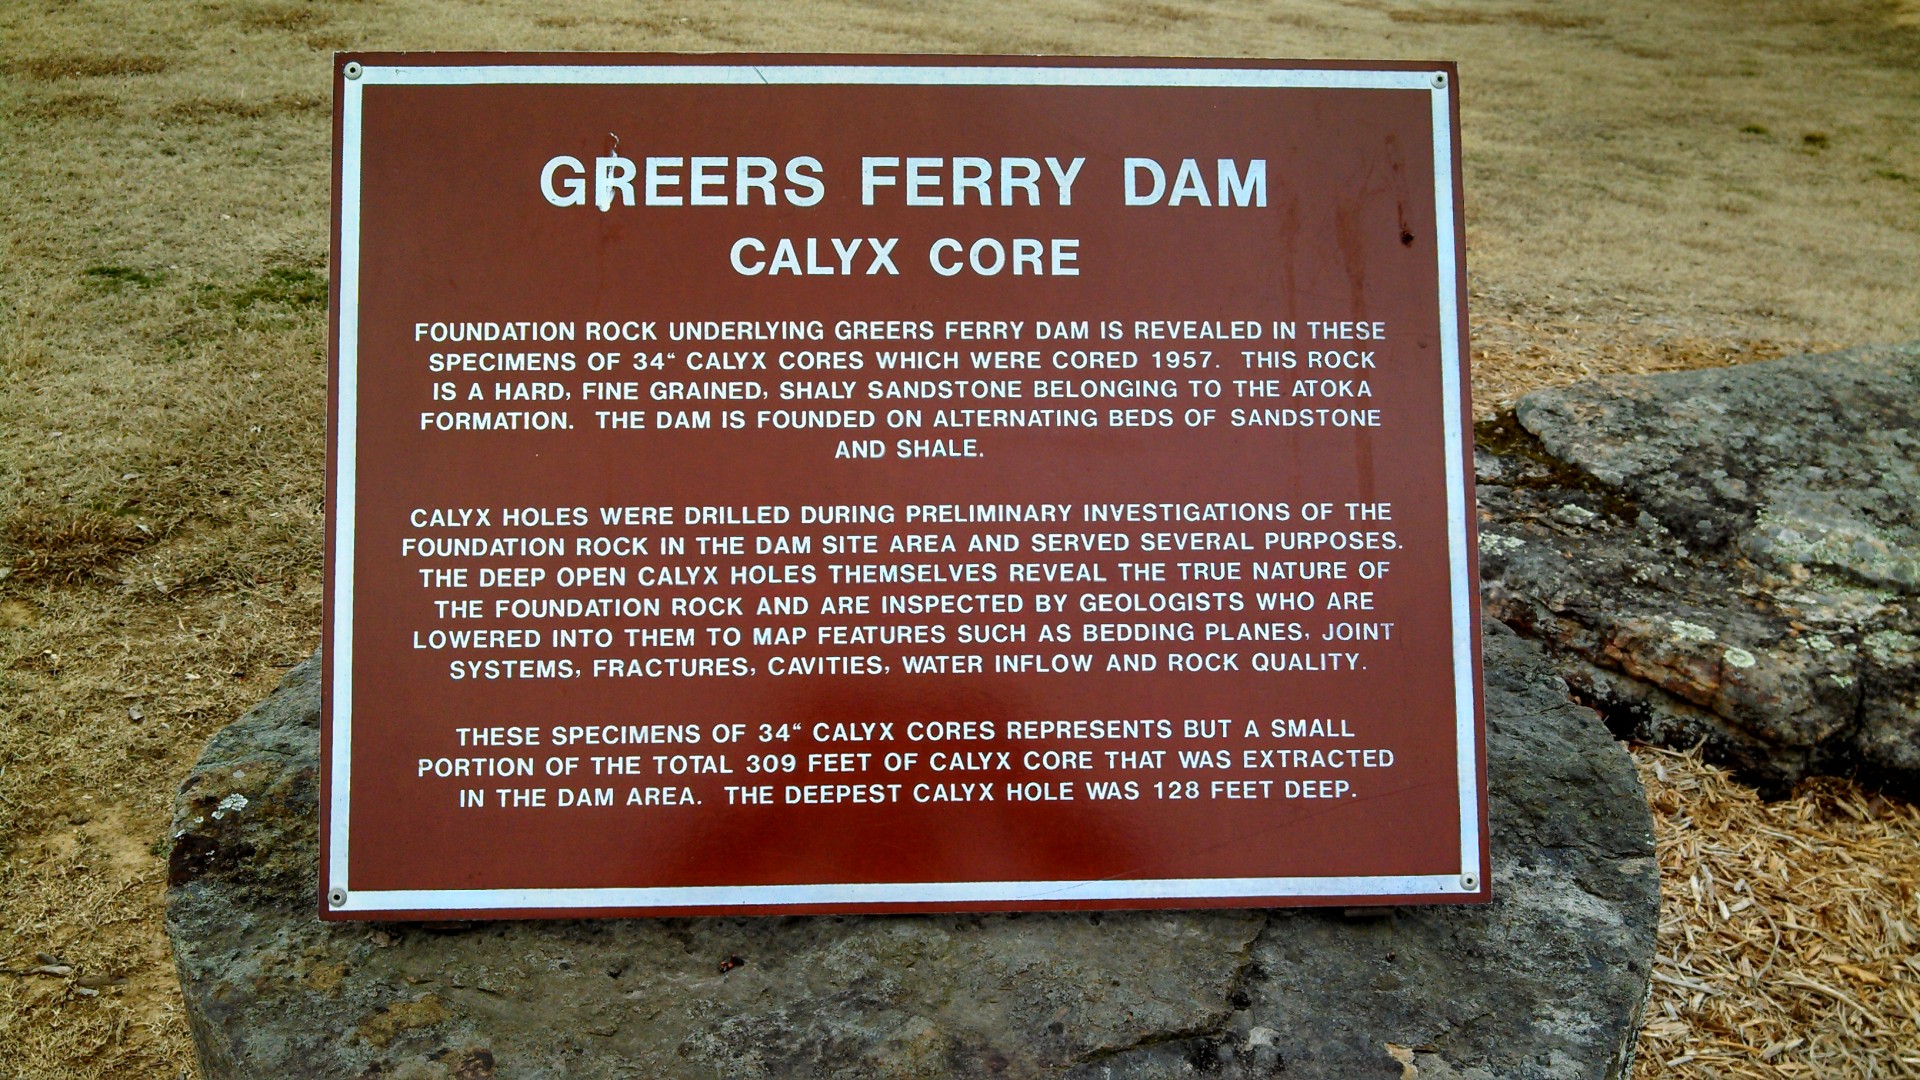 GREERS FERRY DAM
CALYX CORE
FOUNDATION ROCK UNDERLYING GREERS FERRY DAM IS REVEALED IN THESE
SPECIMENS OF 34“ CALYX CORES WHICH WERE CORED 1957. THIS ROCK
IS A HARD, FINE GRAINED, SHALY SANDSTONE BELONGING TO THE ATOKA
FORMATION. THE DAM IS FOUNDED ON ALTERNATING BEDS OF SANDSTONE
AND SHALE.
CALYX HOLES WERE DRILLED DURING PRELIMINARY INVESTIGATIONS OF THE
FOUNDATION ROCK IN THE DAM SITE AREA AND SERVED SEVERAL PURPOSES.
THE DEEP OPEN CALYX HOLES THEMSELVES REVEAL THE TRUE NATURE OF
THE FOUNDATION ROCK AND ARE INSPECTED BY GEOLOGISTS WHO ARE
LOWERED INTO THEM TO MAP FEATURES SUCH AS BEDDING PLANES, JOINT
SYSTEMS, FRACTURES, CAVITIES, WATER INFLOW AND ROCK QUALITY.
THESE SPECIMENS OF 34“ CALYX CORES REPRESENTS BUT A SMALL
PORTION OF THE TOTAL 309 FEET OF CALYX CORE THAT WAS EXTRACTED
IN THE DAM AREA. THE DEEPEST CALYX HOLE WAS 128 FEET DEEP.